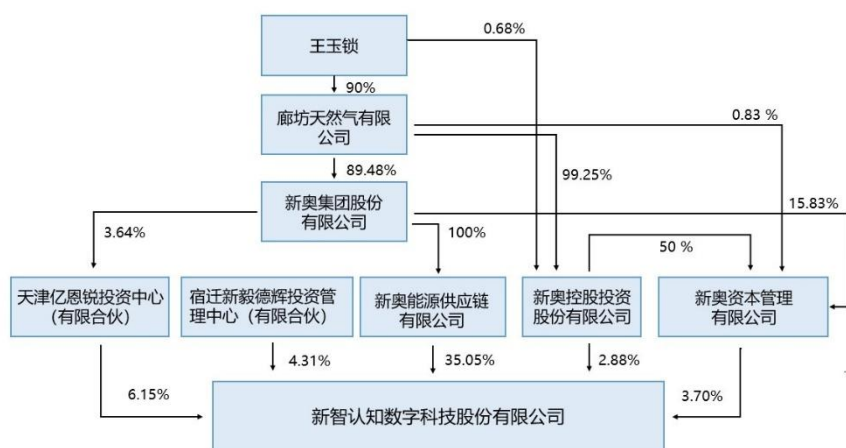 王玉锁
0.68%
90%
廊坊天然气有限
公司
0.83 %
89.48%
99.25%
新奥集团股份
有限公司
15.83%
3.64%
100%
50 %
天津亿恩锐投资中心
（有限合伙）
宿迁新毅德辉投资管
理中心（有限合伙）
新奥能源供应链
有限公司
新奥控股投资
股份有限公司
新奥资本管理
有限公司
4.31%
35.05%
2.88%
6.15%
3.70%
新智认知数字科技股份有限公司